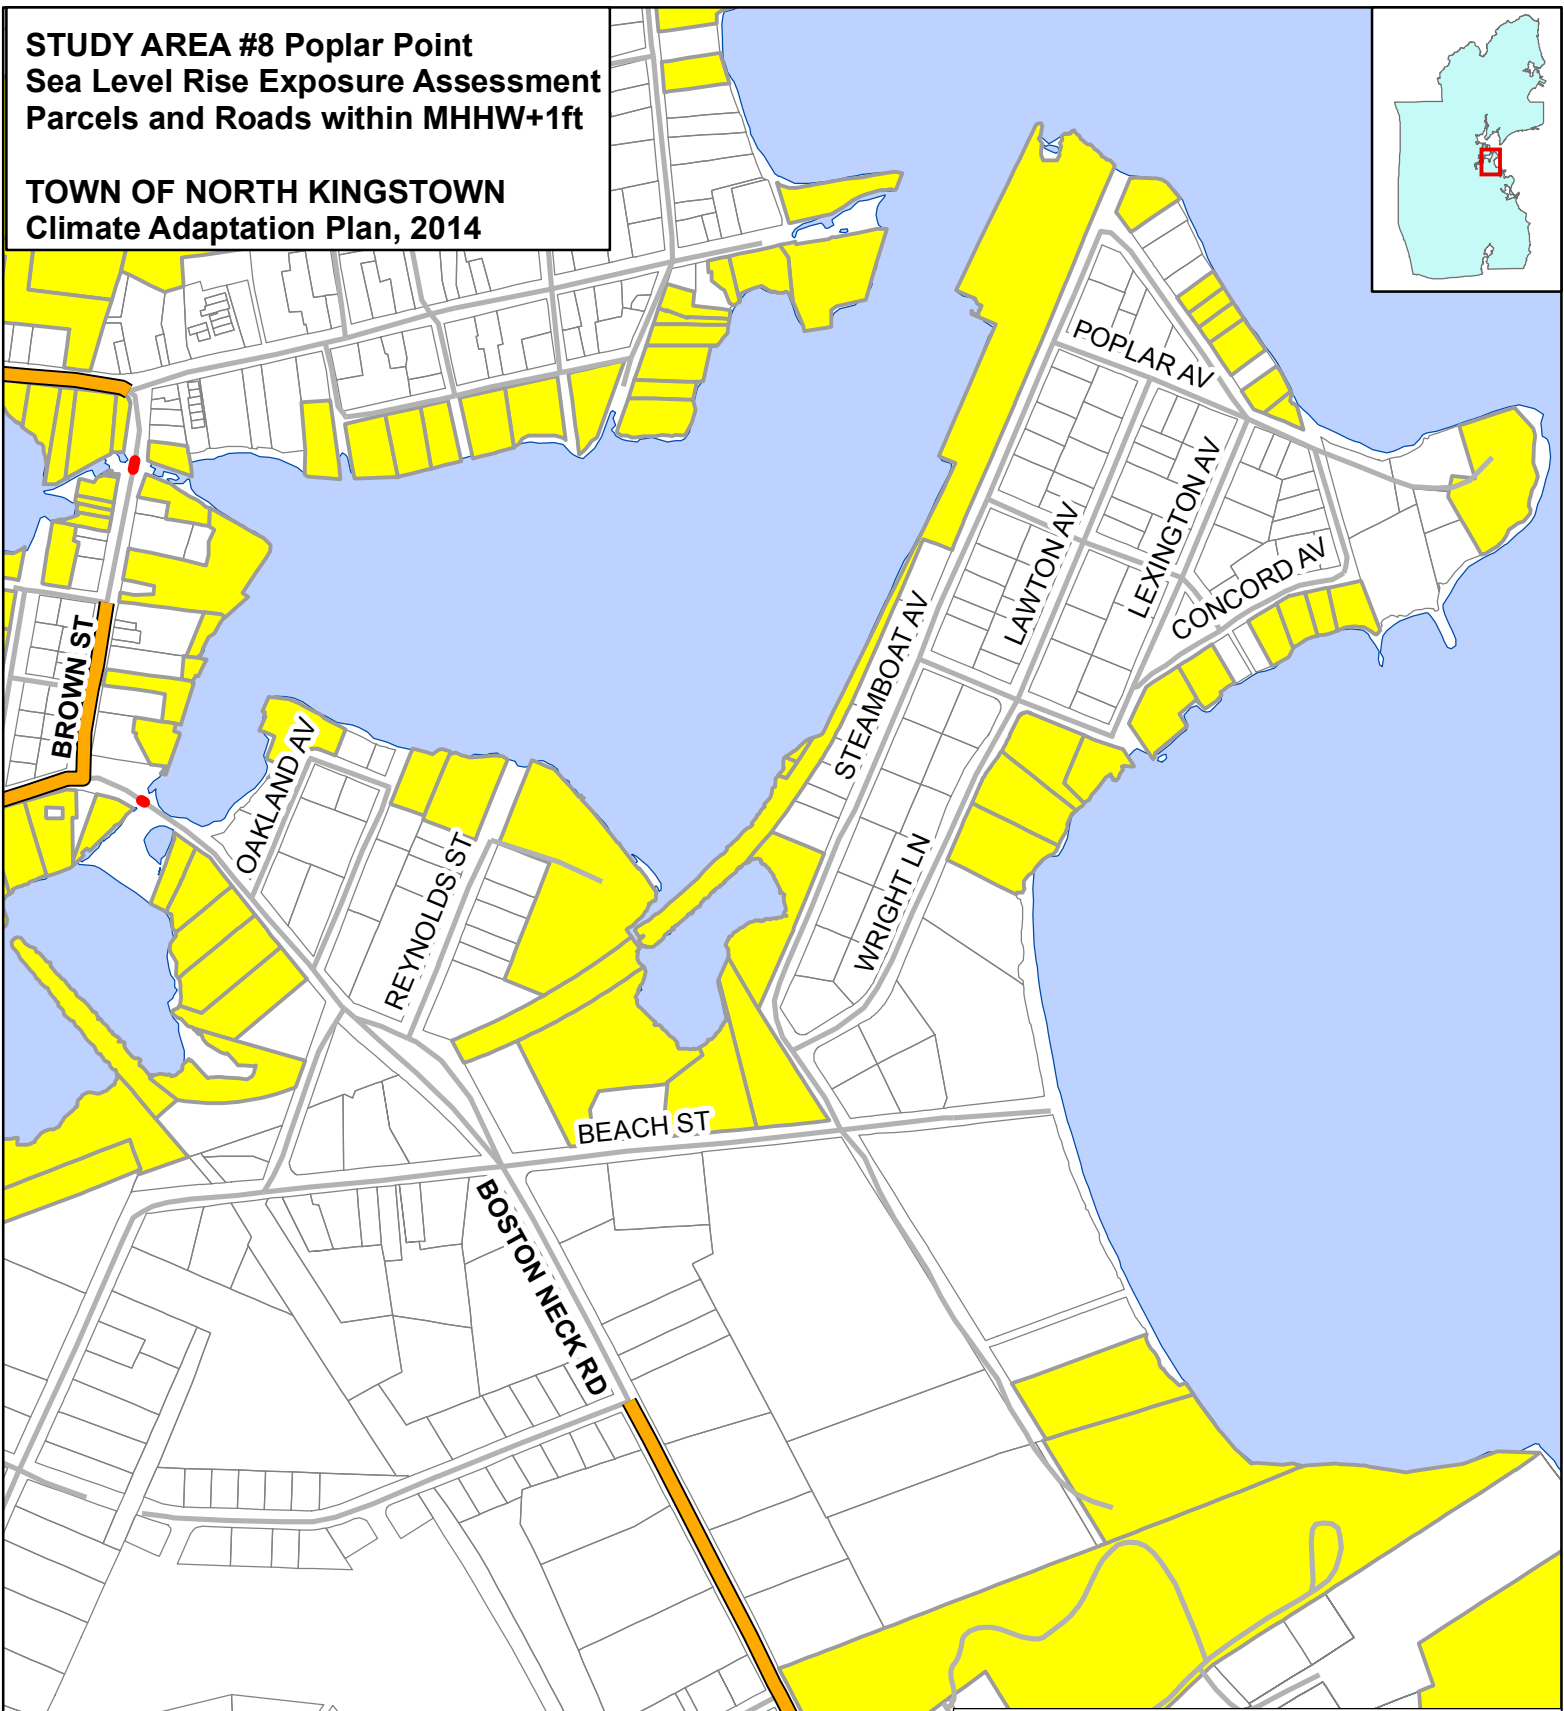 STUDY AREA #8 Poplar Point
Sea Level Rise Exposure Assessment
Parcels and Roads within MHHW+1ft
TOWN OF NORTH KINGSTOWN
Climate Adaptation Plan, 2014
POPLAR AV
LAWTON AV
LEXINGTON AV
CONCORD AV
STEAMBOAT AV
BROWN ST
OAKLAND AV
REYNOLDS ST
WRIGHT LN
BEACH ST
BOSTON NECK RD